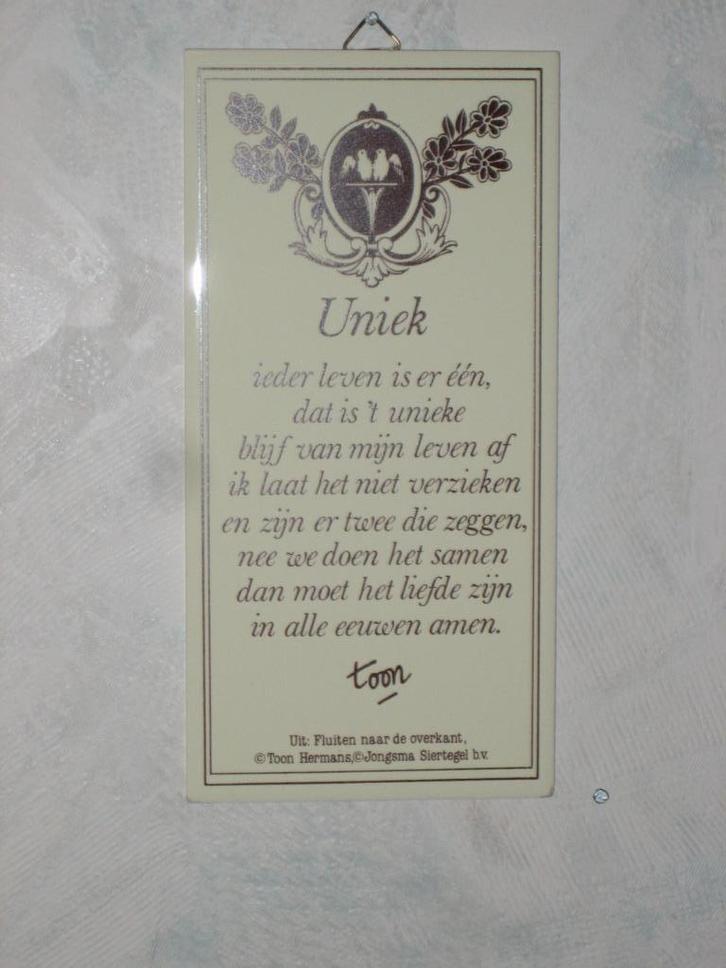 Uniek
ieder leven is er één,
dat is 't unieke
blijf van mijn leven af
ik laat het niet verzieken
en zijn er twee die zeggen,
nee we doen het samen
dan moet het liefde zijn
in alle eeuwen amen.
toon
Uit: Fluiten naar de overkant,
©Toon Hermans,©Jongsma Siertegel b.v.